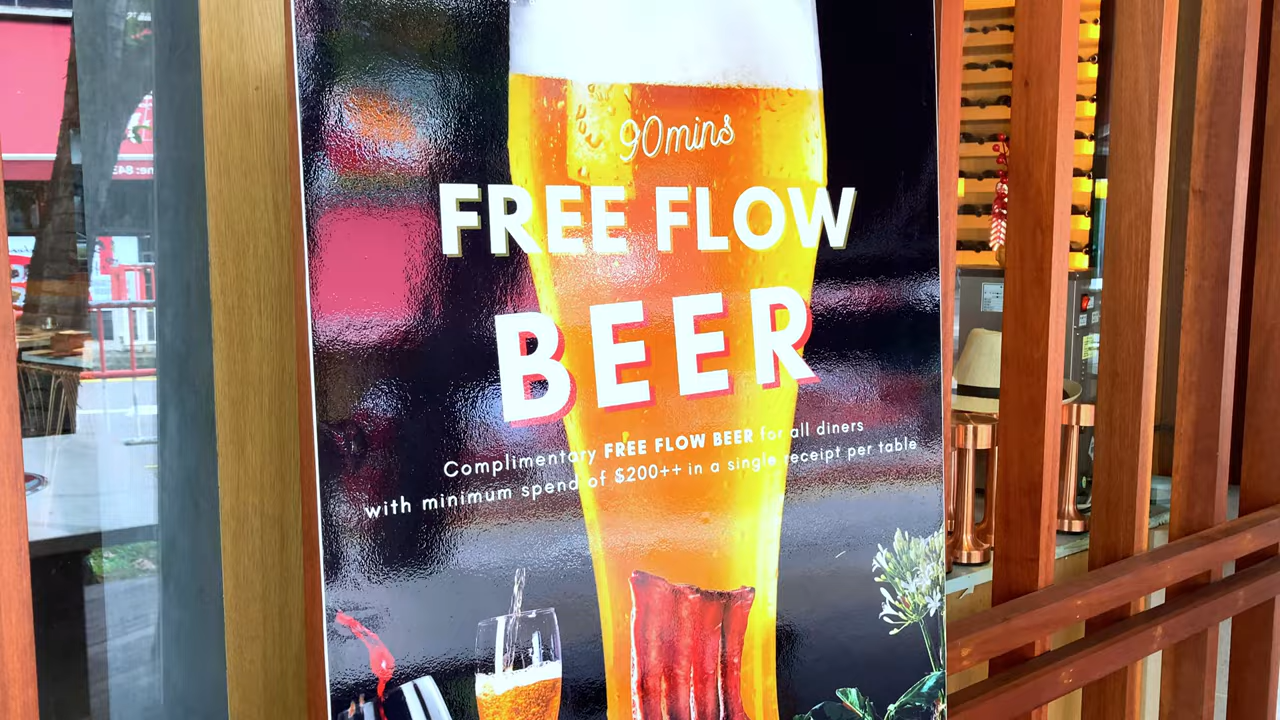 90mins
FREE FLOW
BEER
Complimentary FREE FLOW BEER for all diners
with minimum spend of $200++ in a single receipt per table